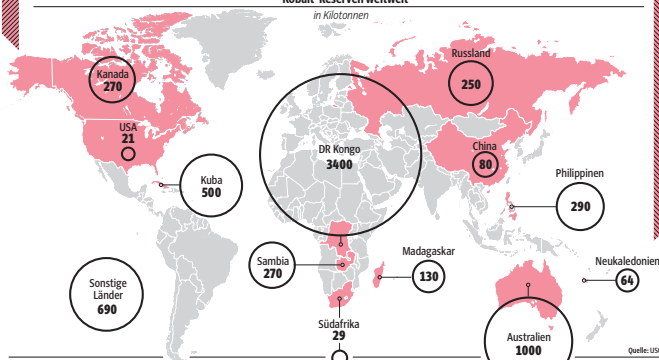 Kobalt-Reserven weltweit
in Kilotonnen
Kanada
270
Russland
250
USA
21
DR Kongo
3400
China
80
Kuba
500
Philippinen
290
Sambia
270
Madagaskar
130
Neukaledonien
64
Sonstige
Länder
690
Südafrika
29
Australien
1000
Quelle: